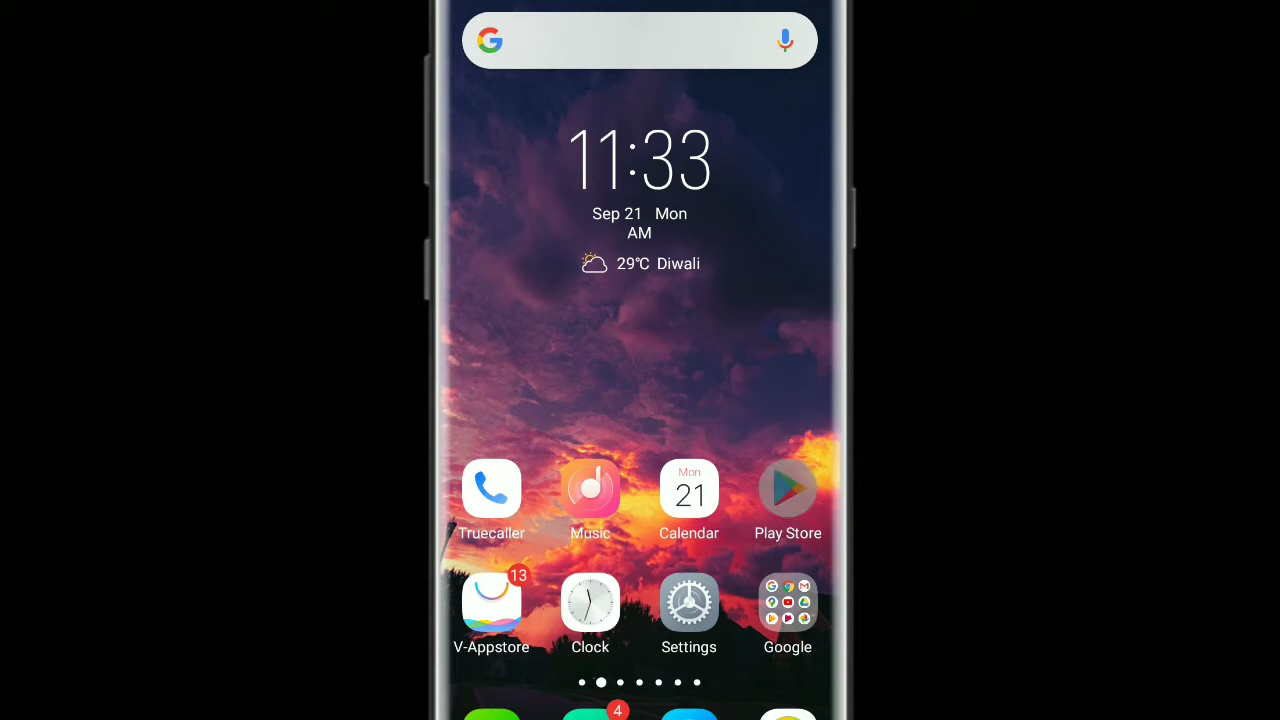 11:33
Sep 21 Mon
AM
29℃ Diwali
Mon
21
Truecaller
Music
Calendar
Play Store
13
V-Appstore
Clock
Settings
Google
4